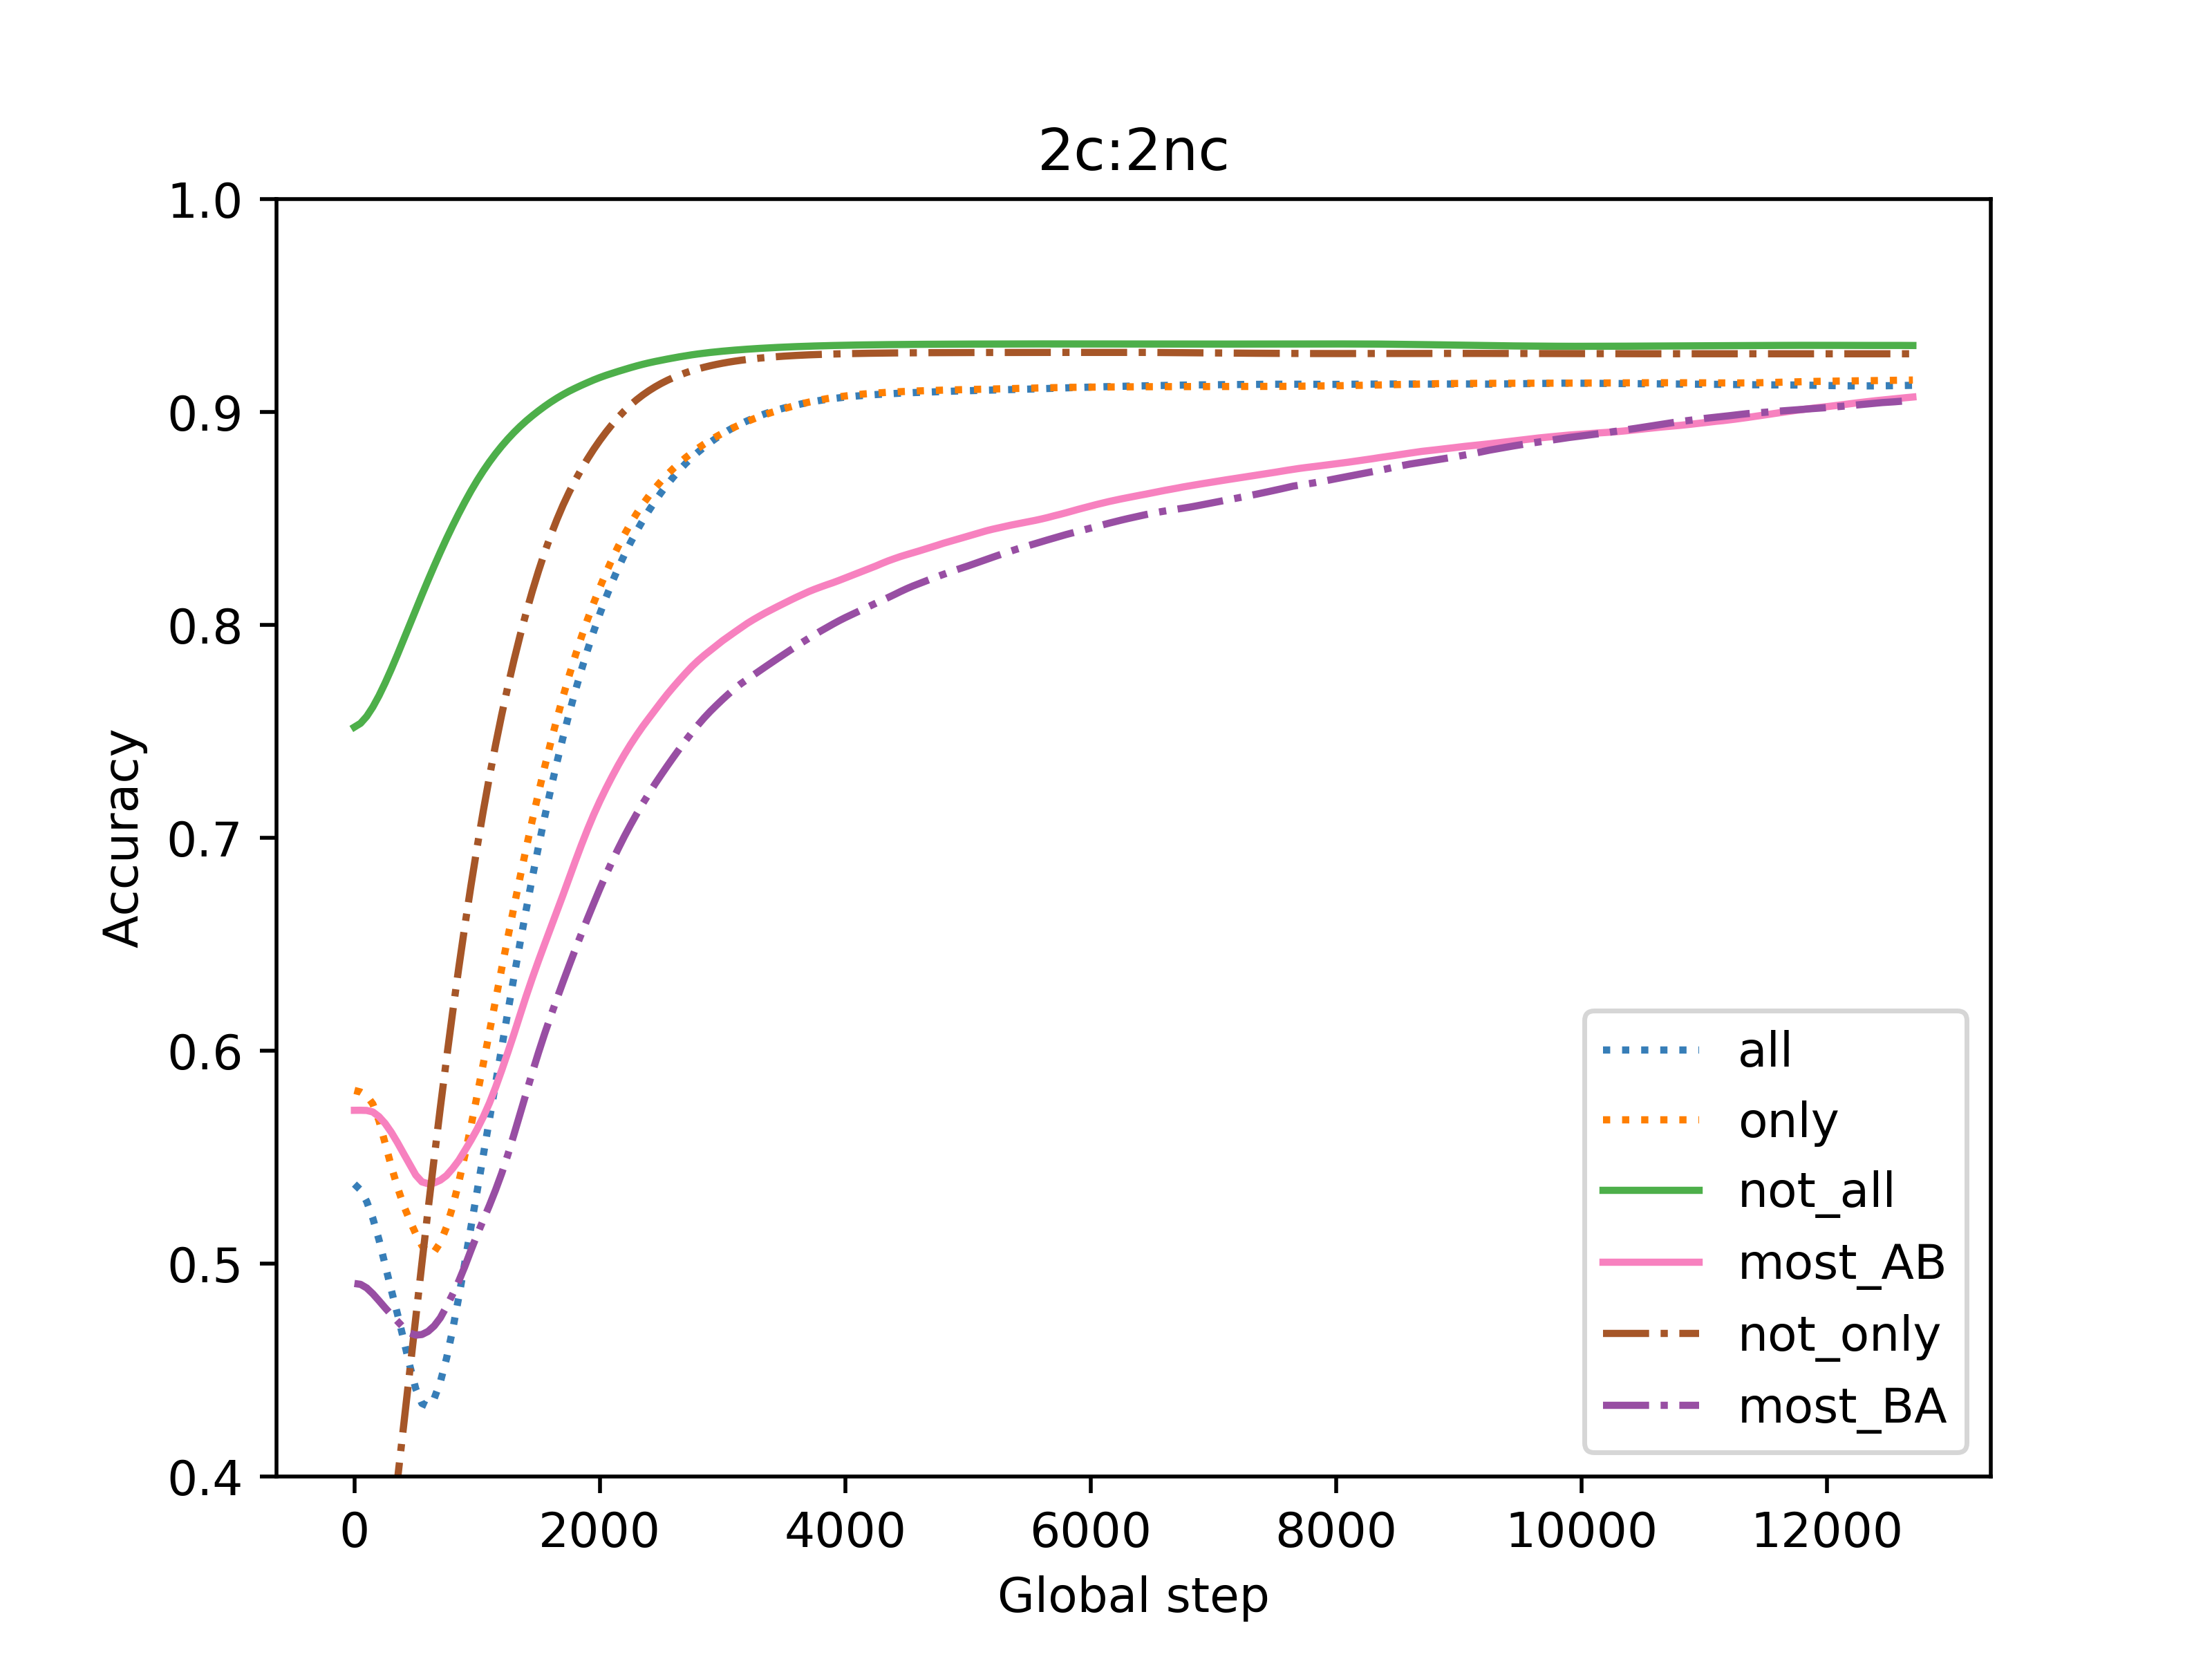 2c:2nc
1.0
0.9
0.8
0.7
0.6
0.5
0.4
Accuracy
0 2000 4000 6000 8000 10000 12000
Global step
all
only
not_all
most_AB
not_only
most_BA